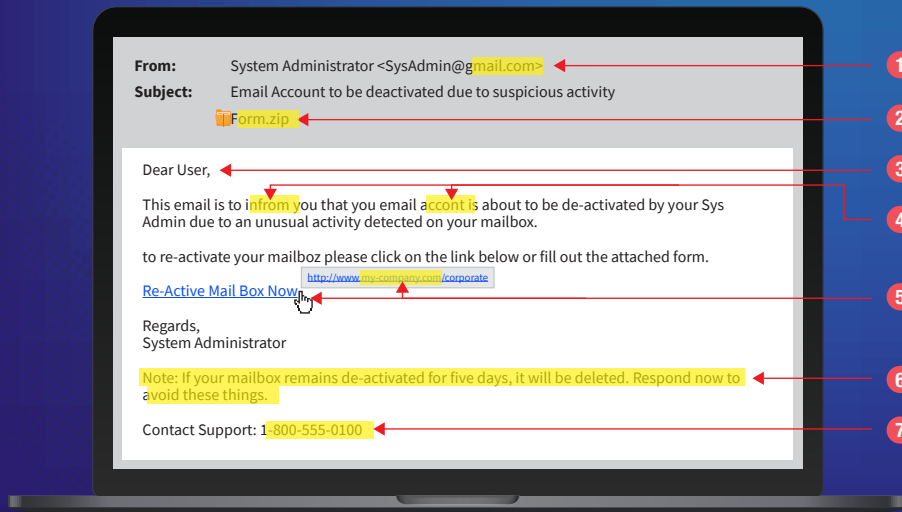 From: System Administrator <SysAdmin@gmail.com>
1
Subject: Email Account to be deactivated due to suspicious activity
Form.zip
2
Dear User,
3
This email is to infrom you that you email accont is about to be de-activated by your Sys
4
Admin due to an unusual activity detected on your mailbox.
to re-activate your mailboz please click on the link below or fill out the attached form.
http://www.my-company.com/corporate
Re-Active Mail Box Now
5
Regards,
System Administrator
Note: If your mailbox remains de-activated for five days, it will be deleted. Respond now to
6
avoid these things.
Contact Support: 1-800-555-0100
7